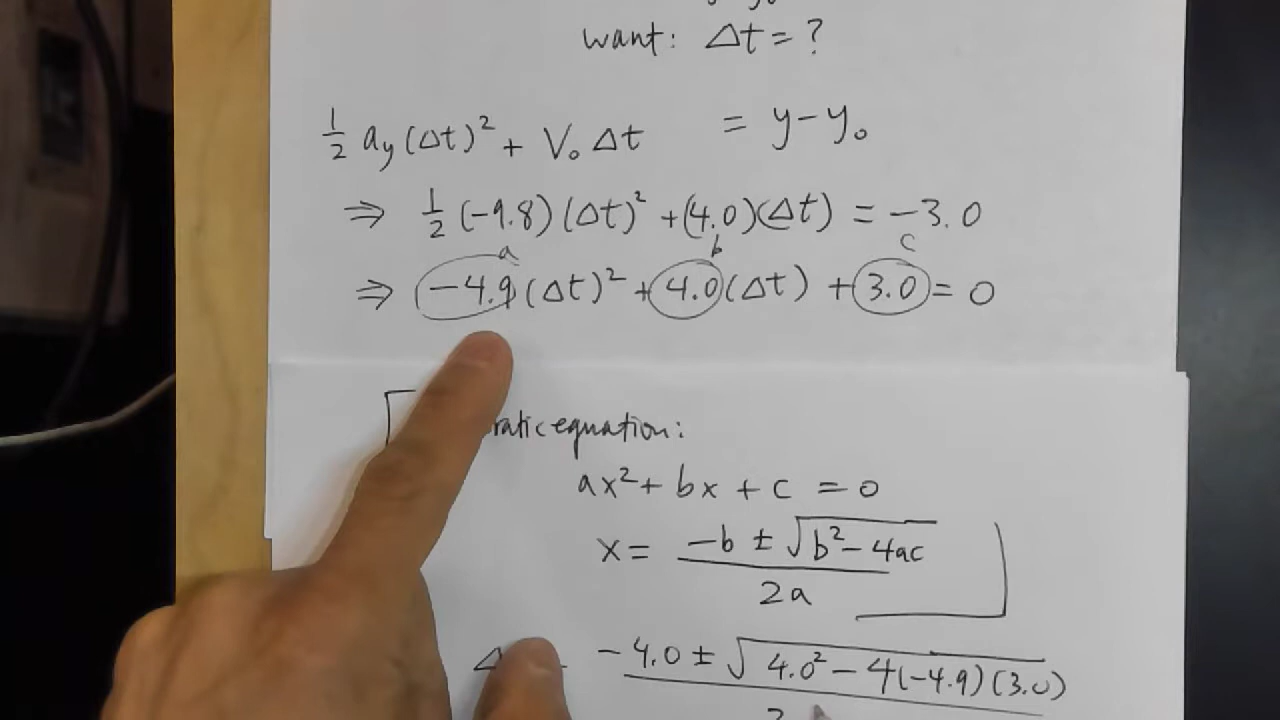 want: Δt = ?
½ a_y (Δt)² + V₀ Δt = y − y₀
⇒ ½ (−9.8) (Δt)² + (4.0)(Δt) = −3.0
a b c
⇒ −4.9 (Δt)² + 4.0 (Δt) + 3.0 = 0
equation:
ax² + bx + c = 0
x = (−b ± √(b² − 4ac)) / 2a
−4.0 ± √(4.0² − 4(−4.9)(3.0))